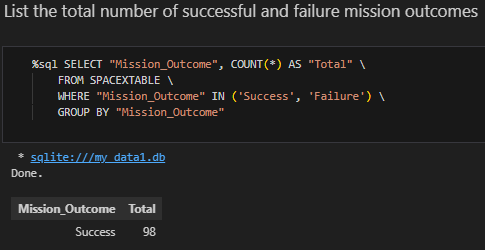 List the total number of successful and failure mission outcomes
%sql SELECT "Mission_Outcome", COUNT(*) AS "Total" \
FROM SPACEXTABLE \
WHERE "Mission_Outcome" IN ('Success', 'Failure') \
GROUP BY "Mission_Outcome"
* sqlite:///my_data1.db
Done.
Mission_Outcome Total
Success 98